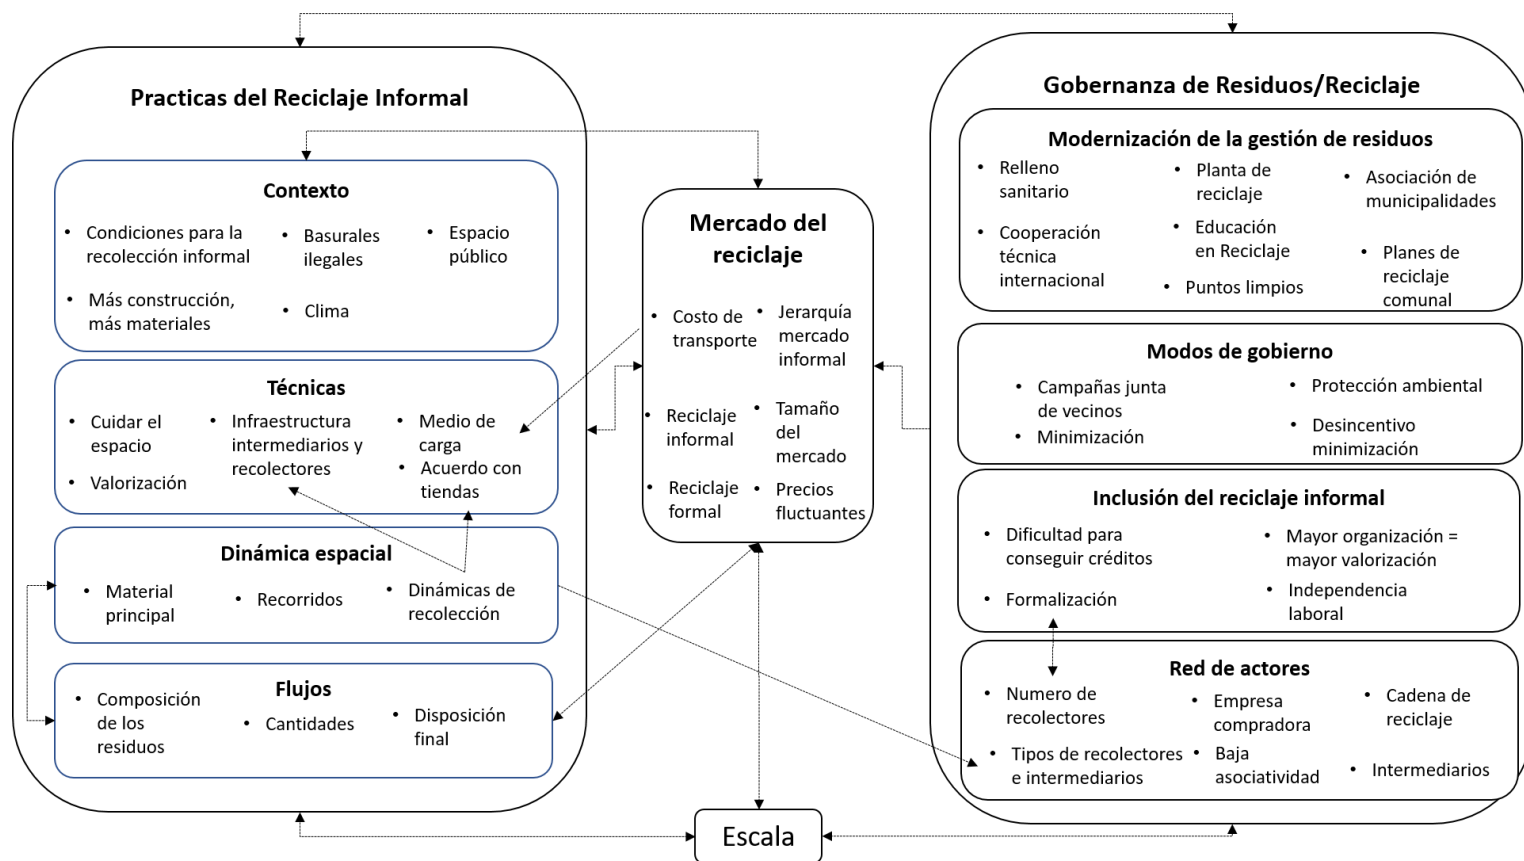 Practicas del Reciclaje Informal
Contexto
• Condiciones para la
recolección informal
• Basurales
ilegales
• Espacio
público
• Más construcción,
más materiales
• Clima
Técnicas
• Cuidar el
espacio
• Infraestructura
intermediarios y
recolectores
• Medio de
carga
• Valorización
• Acuerdo con
tiendas
Dinámica espacial
• Material
principal
• Recorridos
• Dinámicas de
recolección
Flujos
• Composición
de los
residuos
• Cantidades
• Disposición
final
Mercado del
reciclaje
• Costo de
transporte
• Jerarquía
mercado
informal
• Reciclaje
informal
• Tamaño
del
mercado
• Reciclaje
formal
• Precios
fluctuantes
Escala
Gobernanza de Residuos/Reciclaje
Modernización de la gestión de residuos
• Relleno
sanitario
• Planta de
reciclaje
• Asociación de
municipalidades
• Cooperación
técnica
internacional
• Educación
en Reciclaje
• Planes de
reciclaje
comunal
• Puntos limpios
Modos de gobierno
• Campañas junta
de vecinos
• Protección ambiental
• Minimización
• Desincentivo
minimización
Inclusión del reciclaje informal
• Dificultad para
conseguir créditos
• Mayor organización =
mayor valorización
• Formalización
• Independencia
laboral
Red de actores
• Numero de
recolectores
• Empresa
compradora
• Cadena de
reciclaje
• Tipos de recolectores
e intermediarios
• Baja
asociatividad
• Intermediarios